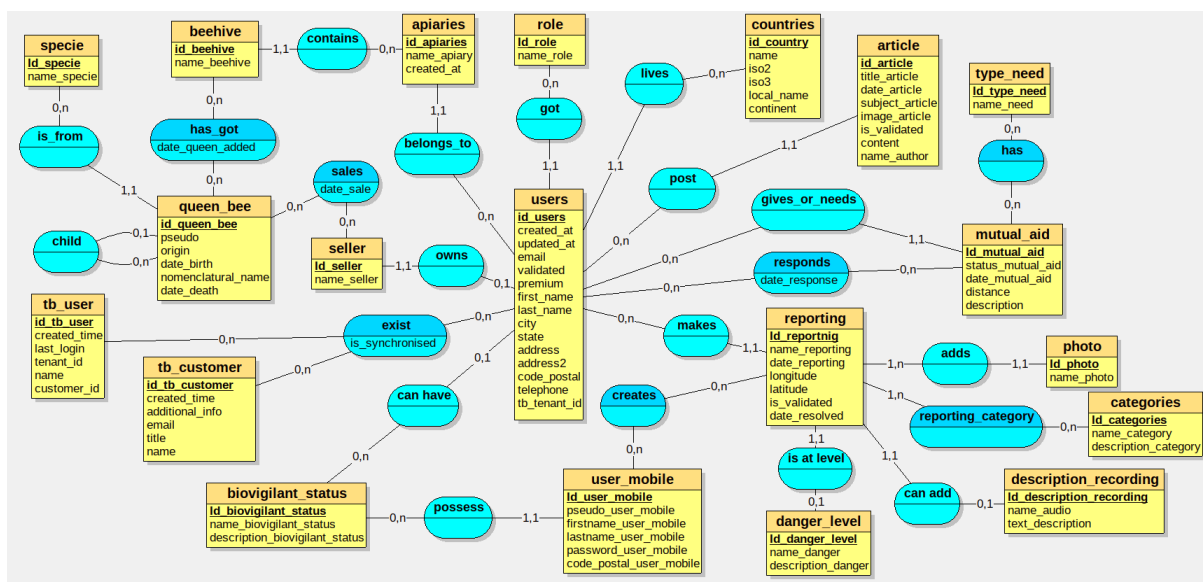 specie
Id_specie
name_specie
0,n
is_from
1,1
beehive
id_beehive
name_beehive
1,1
contains
0,n
apiaries
id_apiaries
name_apiary
created_at
0,n
has_got
date_queen_added
0,n
1,1
belongs_to
0,n
role
Id_role
name_role
0,n
got
1,1
countries
id_country
name
iso2
iso3
local_name
continent
0,n
lives
1,1
article
id_article
title_article
date_article
subject_article
image_article
is_validated
content
name_author
1,1
post
0,n
type_need
Id_type_need
name_need
0,n
has
0,n
queen_bee
id_queen_bee
pseudo
origin
date_birth
nomenclatural_name
date_death
child
0,1
0,n
sales
date_sale
0,n
0,n
seller
Id_seller
name_seller
1,1
owns
0,1
users
id_users
created_at
updated_at
email
validated
premium
first_name
last_name
city
state
address
address2
code_postal
telephone
tb_tenant_id
gives_or_needs
0,n
1,1
responds
date_response
0,n
0,n
mutual_aid
Id_mutual_aid
status_mutual_aid
date_mutual_aid
distance
description
tb_user
id_tb_user
created_time
last_login
tenant_id
name
customer_id
0,n
exist
is_synchronised
0,n
0,n
tb_customer
id_tb_customer
created_time
additional_info
email
title
name
0,1
can have
0,n
0,n
makes
1,1
reporting
Id_reportnig
name_reporting
date_reporting
longitude
latitude
is_validated
date_resolved
1,n
adds
1,1
photo
Id_photo
name_photo
1,n
reporting_category
0,n
categories
Id_categories
name_category
description_category
creates
0,n
0,n
1,1
is at level
0,1
1,1
can add
0,1
description_recording
Id_description_recording
name_audio
text_description
biovigilant_status
Id_biovigilant_status
name_biovigilant_status
description_biovigilant_status
0,n
possess
1,1
user_mobile
Id_user_mobile
pseudo_user_mobile
firstname_user_mobile
lastname_user_mobile
password_user_mobile
code_postal_user_mobile
danger_level
Id_danger_level
name_danger
description_danger